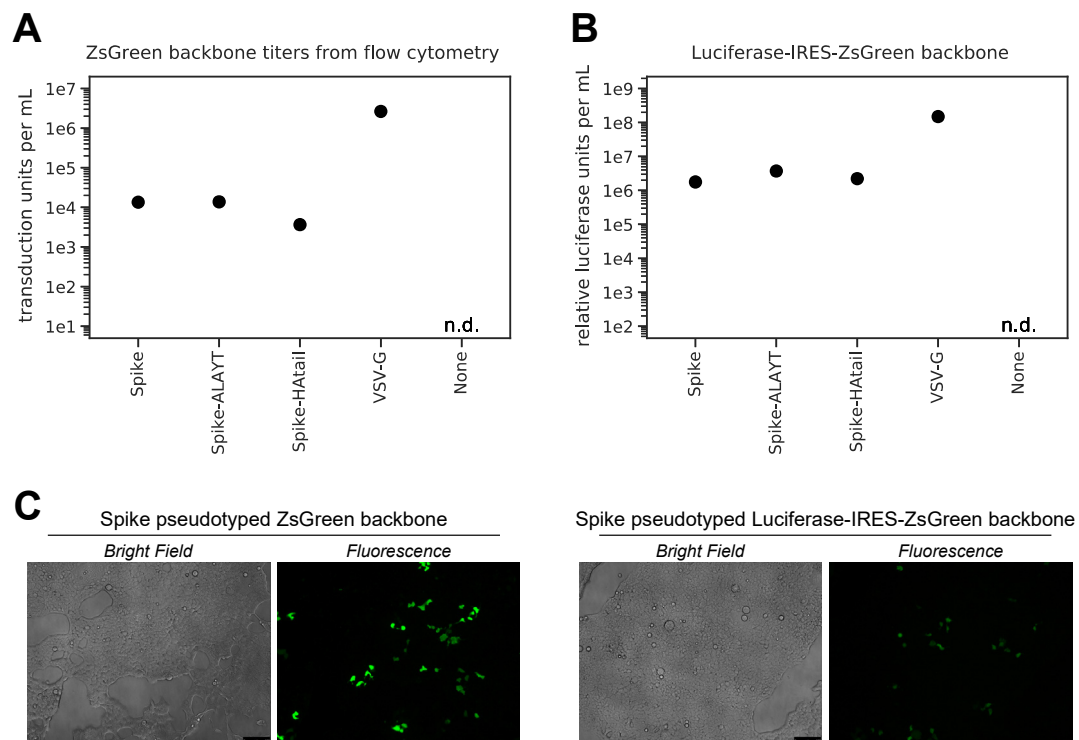 A
ZsGreen backbone titers from flow cytometry
transduction units per mL
1e7
1e6
1e5
1e4
1e3
1e2
1e1
n.d.
Spike
Spike-ALAYT
Spike-HAtail
VSV-G
None
B
Luciferase-IRES-ZsGreen backbone
relative luciferase units per mL
1e9
1e8
1e7
1e6
1e5
1e4
1e3
1e2
n.d.
Spike
Spike-ALAYT
Spike-HAtail
VSV-G
None
C
Spike pseudotyped ZsGreen backbone
Bright Field
Fluorescence
Spike pseudotyped Luciferase-IRES-ZsGreen backbone
Bright Field
Fluorescence